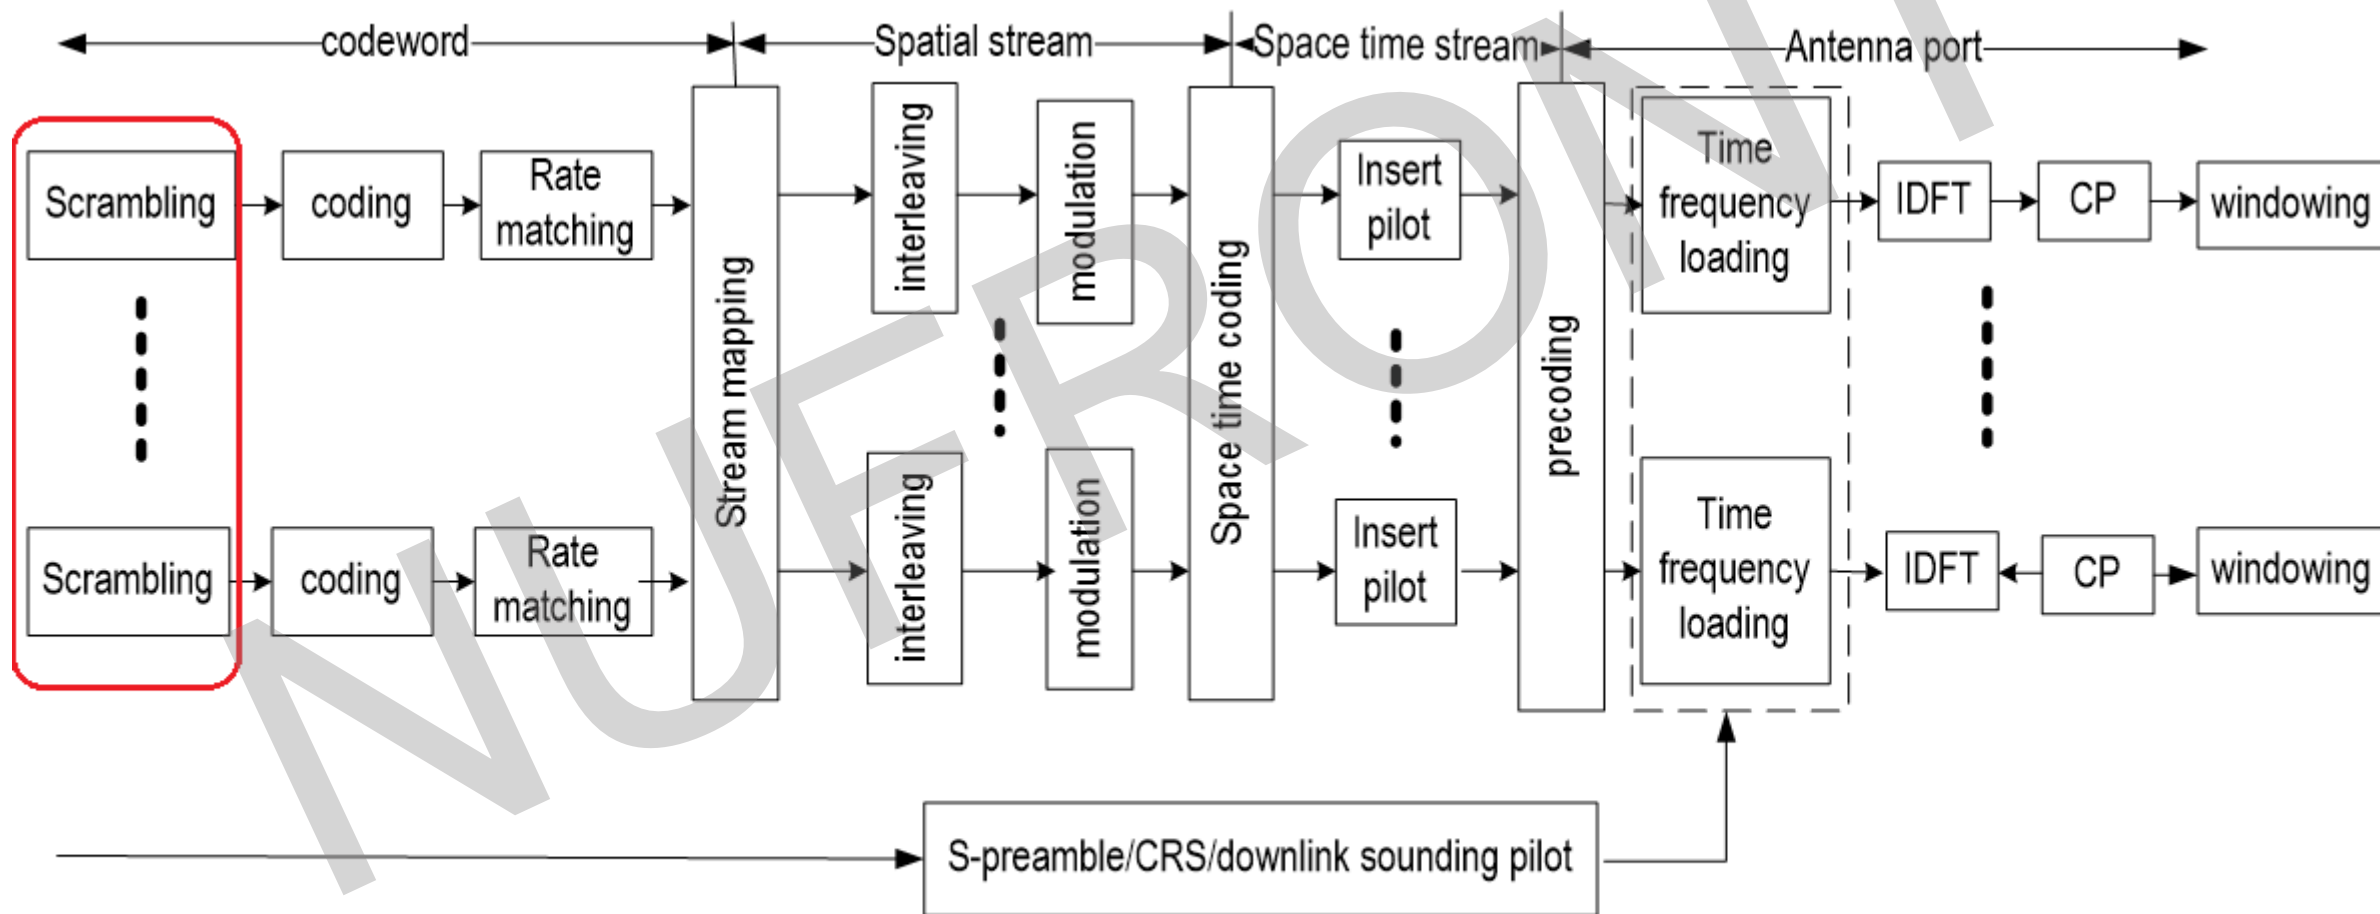 codeword
Spatial stream
Space time stream
Antenna port
Scrambling
coding
Rate
matching
Stream mapping
interleaving
modulation
Space time coding
Insert
pilot
precoding
Time
frequency
loading
IDFT
CP
windowing
Scrambling
coding
Rate
matching
interleaving
modulation
Insert
pilot
Time
frequency
loading
IDFT
CP
windowing
S-preamble/CRS/downlink sounding pilot
NUFRONT